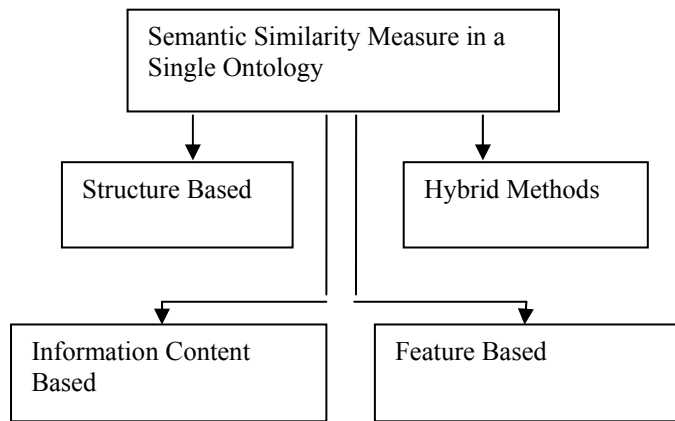 Semantic Similarity Measure in a
Single Ontology
Structure Based
Hybrid Methods
Information Content
Based
Feature Based